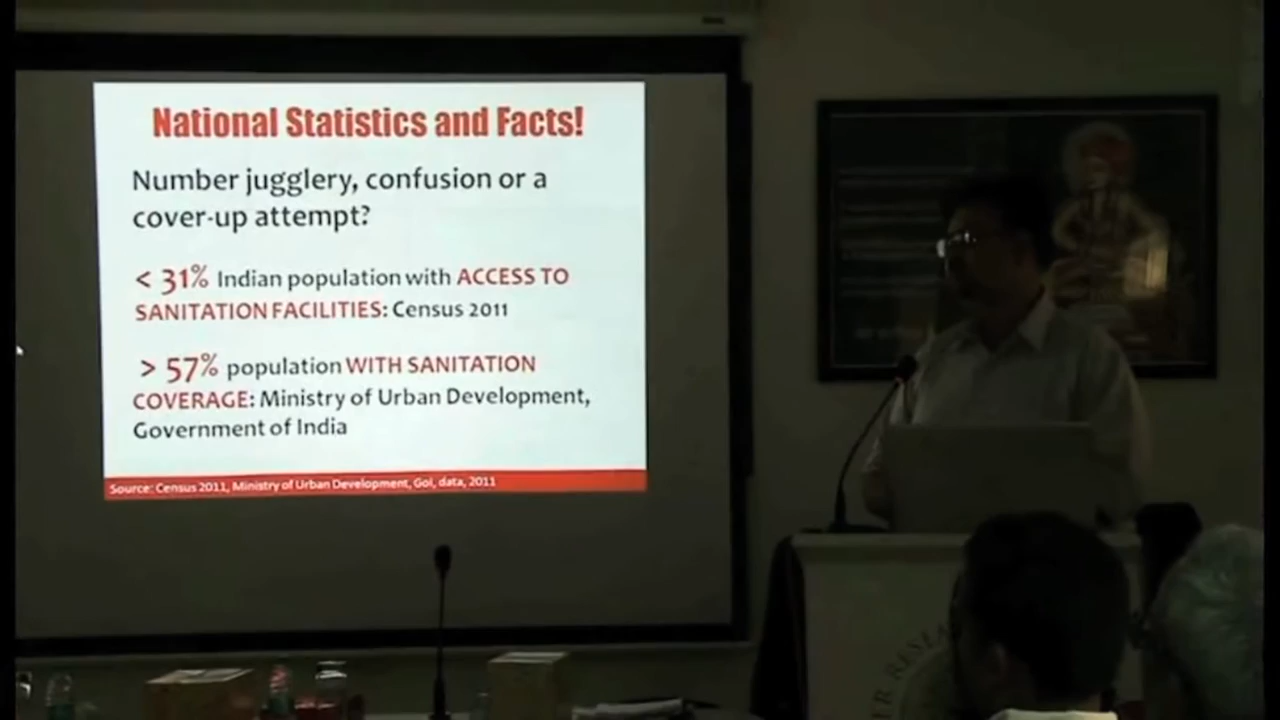 National Statistics and Facts!
Number jugglery, confusion or a
cover-up attempt?
< 31% Indian population with ACCESS TO
SANITATION FACILITIES: Census 2011
> 57% population WITH SANITATION
COVERAGE: Ministry of Urban Development,
Government of India
Source: Census 2011, Ministry of Urban Development, GoI, data, 2011